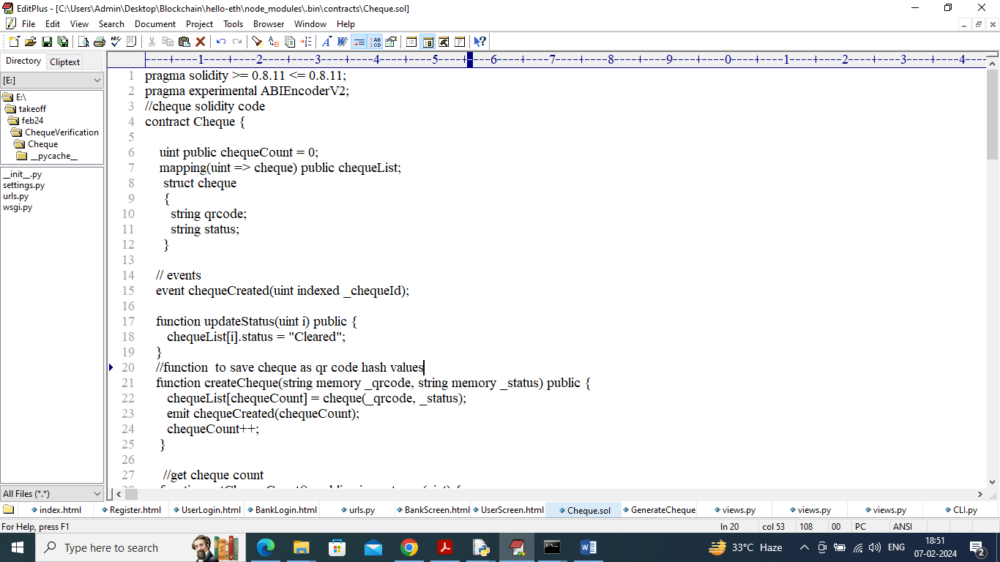 EditPlus - [C:\Users\Admin\Desktop\Blockchain\hello-eth\node_modules\.bin\contracts\Cheque.sol]
File Edit View Search Document Project Tools Browser Window Help
Directory Cliptext
[E:]
E:\
takeoff
feb24
ChequeVerification
Cheque
__pycache__
__init__.py
settings.py
urls.py
wsgi.py
All Files (*.*)
----+----1----+----2----+----3----+----4----+----5----+----6----+----7----+----8----+----9----+----0----+----1----+----2----+----3----+----4----
1 pragma solidity >= 0.8.11 <= 0.8.11;
2 pragma experimental ABIEncoderV2;
3 //cheque solidity code
4 contract Cheque {
5
6 uint public chequeCount = 0;
7 mapping(uint => cheque) public chequeList;
8 struct cheque
9 {
10 string qrcode;
11 string status;
12 }
13
14 // events
15 event chequeCreated(uint indexed _chequeId);
16
17 function updateStatus(uint i) public {
18 chequeList[i].status = "Cleared";
19 }
20 //function  to save cheque as qr code hash values
21 function createCheque(string memory _qrcode, string memory _status) public {
22 chequeList[chequeCount] = cheque(_qrcode, _status);
23 emit chequeCreated(chequeCount);
24 chequeCount++;
25 }
26
27 //get cheque count
index.html Register.html UserLogin.html BankLogin.html urls.py BankScreen.html UserScreen.html Cheque.sol GenerateCheque views.py views.py views.py CLI.py
For Help, press F1 ln 20 col 53 108 00 PC ANSI
Type here to search 33°C Haze ENG 18:51
07-02-2024 2